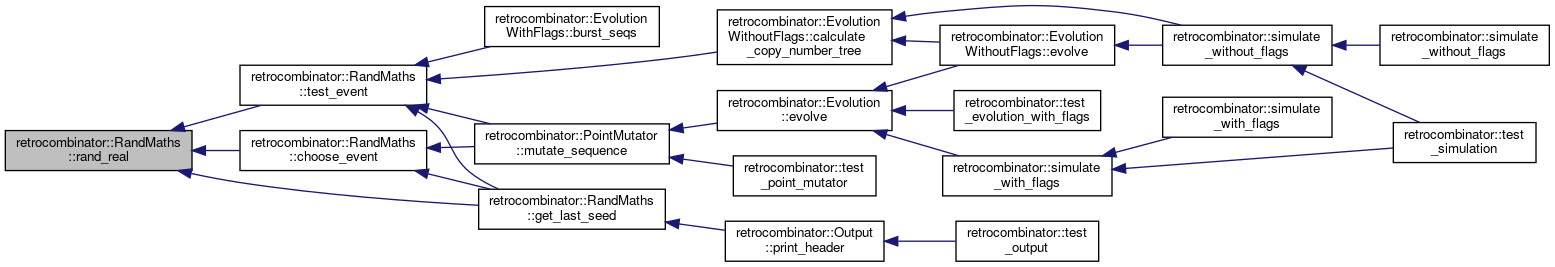 retrocombinator::RandMaths
::rand_real
retrocombinator::RandMaths
::test_event
retrocombinator::RandMaths
::choose_event
retrocombinator::Evolution
WithFlags::burst_seqs
retrocombinator::PointMutator
::mutate_sequence
retrocombinator::RandMaths
::get_last_seed
retrocombinator::Evolution
WithoutFlags::calculate
_copy_number_tree
retrocombinator::Evolution
::evolve
retrocombinator::test
_point_mutator
retrocombinator::Output
::print_header
retrocombinator::Evolution
WithoutFlags::evolve
retrocombinator::test
_evolution_with_flags
retrocombinator::simulate
_with_flags
retrocombinator::test
_output
retrocombinator::simulate
_without_flags
retrocombinator::simulate
_with_flags
retrocombinator::simulate
_without_flags
retrocombinator::test
_simulation